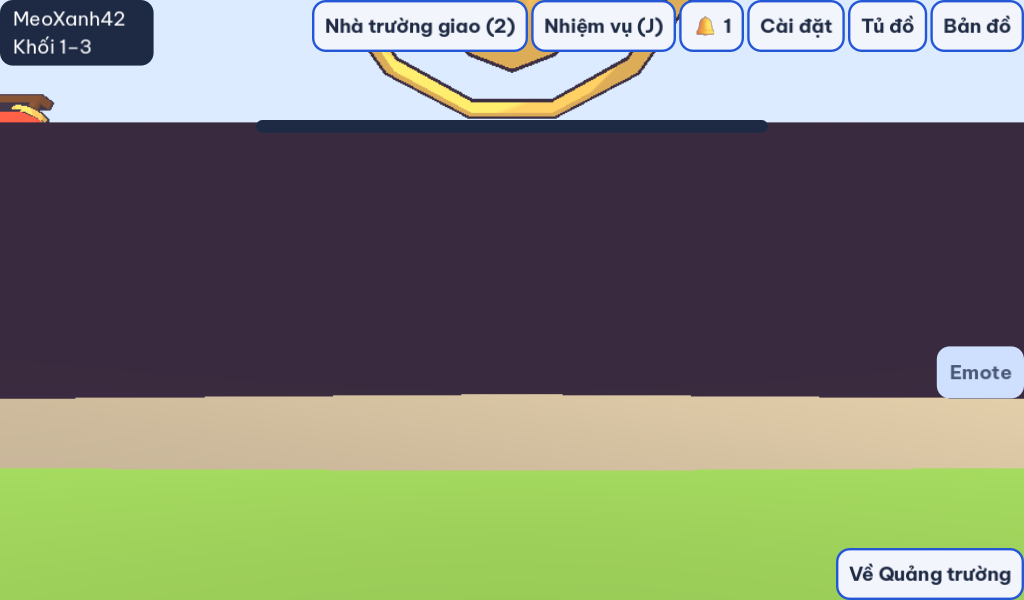 MeoXanh42
Khối 1–3
Nhà trường giao (2)
Nhiệm vụ (J)
🔔 1
Cài đặt
Tủ đồ
Bản đồ
Emote
Về Quảng trường